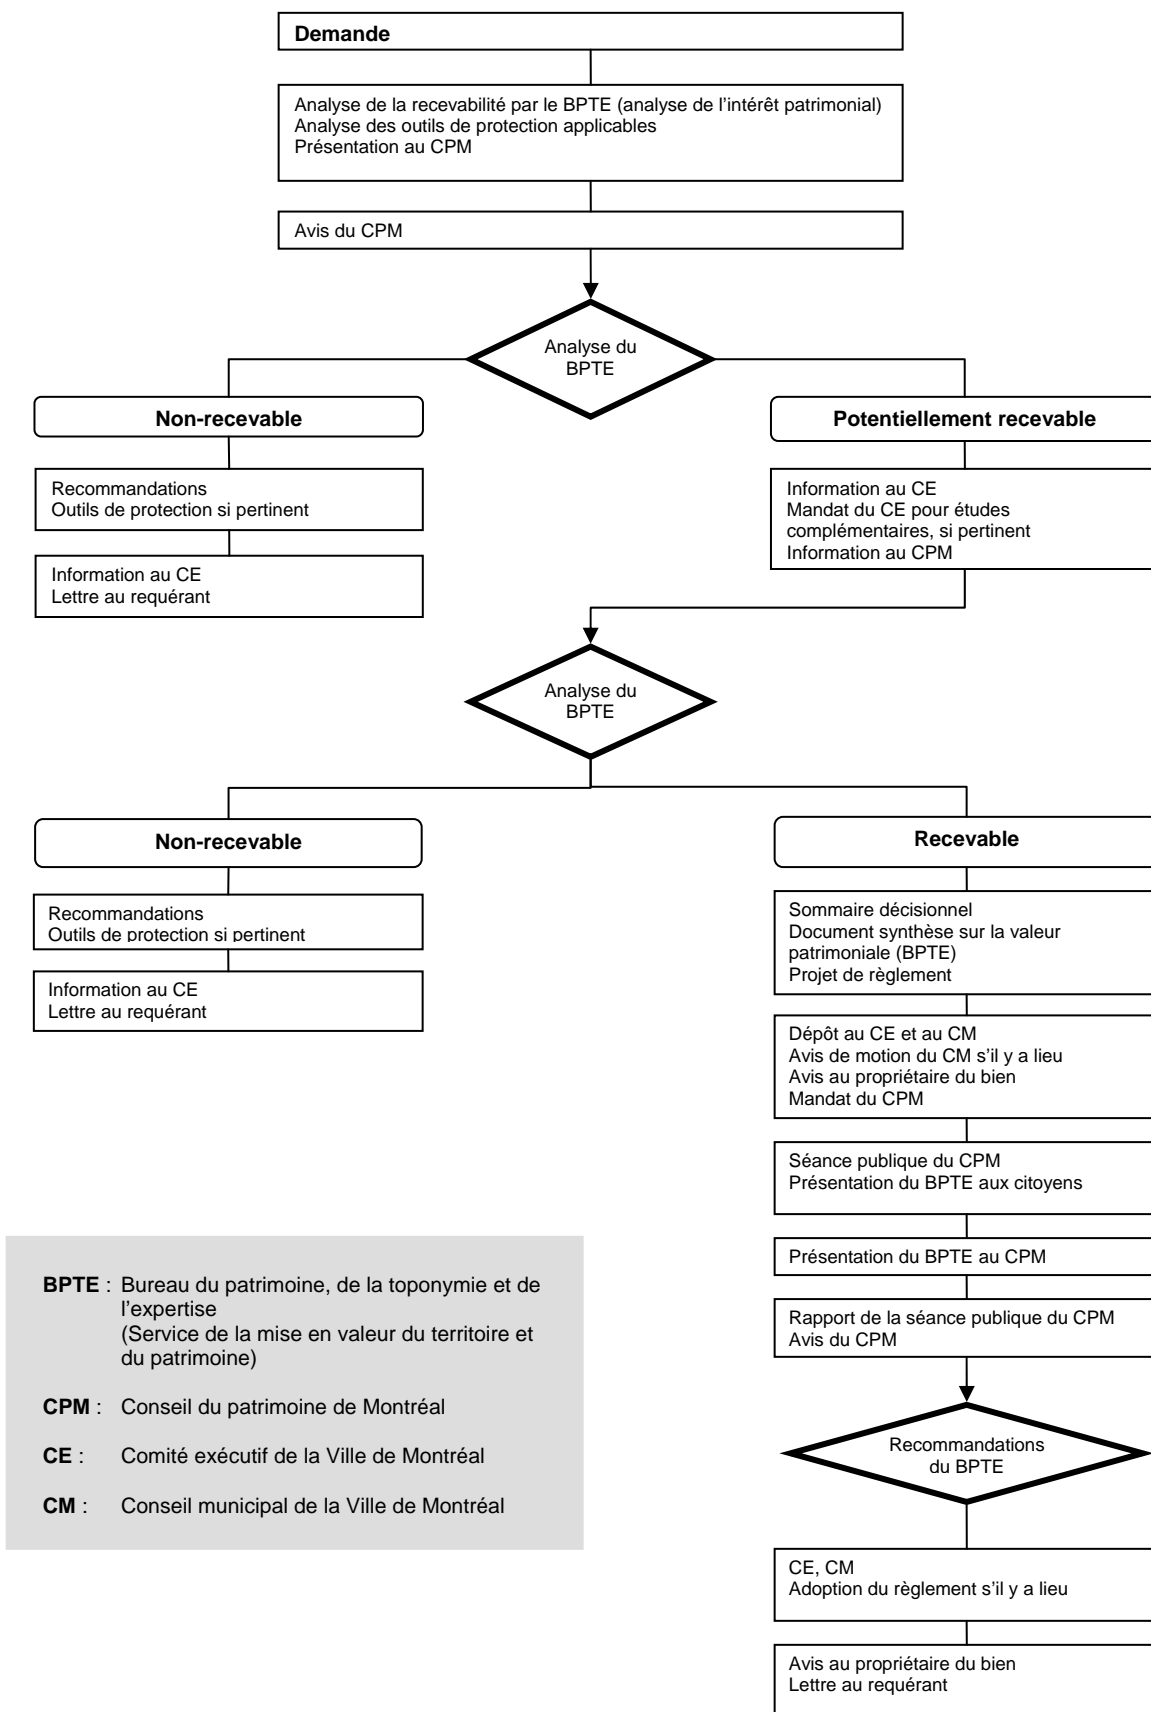 Demande
Analyse de la recevabilité par le BPTE (analyse de l’intérêt patrimonial)
Analyse des outils de protection applicables
Présentation au CPM
Avis du CPM
Analyse du
BPTE
Non-recevable
Recommandations
Outils de protection si pertinent
Information au CE
Lettre au requérant
Potentiellement recevable
Information au CE
Mandat du CE pour études
complémentaires, si pertinent
Information au CPM
Analyse du
BPTE
Non-recevable
Recommandations
Outils de protection si pertinent
Information au CE
Lettre au requérant
Recevable
Sommaire décisionnel
Document synthèse sur la valeur
patrimoniale (BPTE)
Projet de règlement
Dépôt au CE et au CM
Avis de motion du CM s’il y a lieu
Avis au propriétaire du bien
Mandat du CPM
Séance publique du CPM
Présentation du BPTE aux citoyens
Présentation du BPTE au CPM
Rapport de la séance publique du CPM
Avis du CPM
Recommandations
du BPTE
CE, CM
Adoption du règlement s’il y a lieu
Avis au propriétaire du bien
Lettre au requérant
BPTE : Bureau du patrimoine, de la toponymie et de
l’expertise
(Service de la mise en valeur du territoire et
du patrimoine)
CPM : Conseil du patrimoine de Montréal
CE : Comité exécutif de la Ville de Montréal
CM : Conseil municipal de la Ville de Montréal